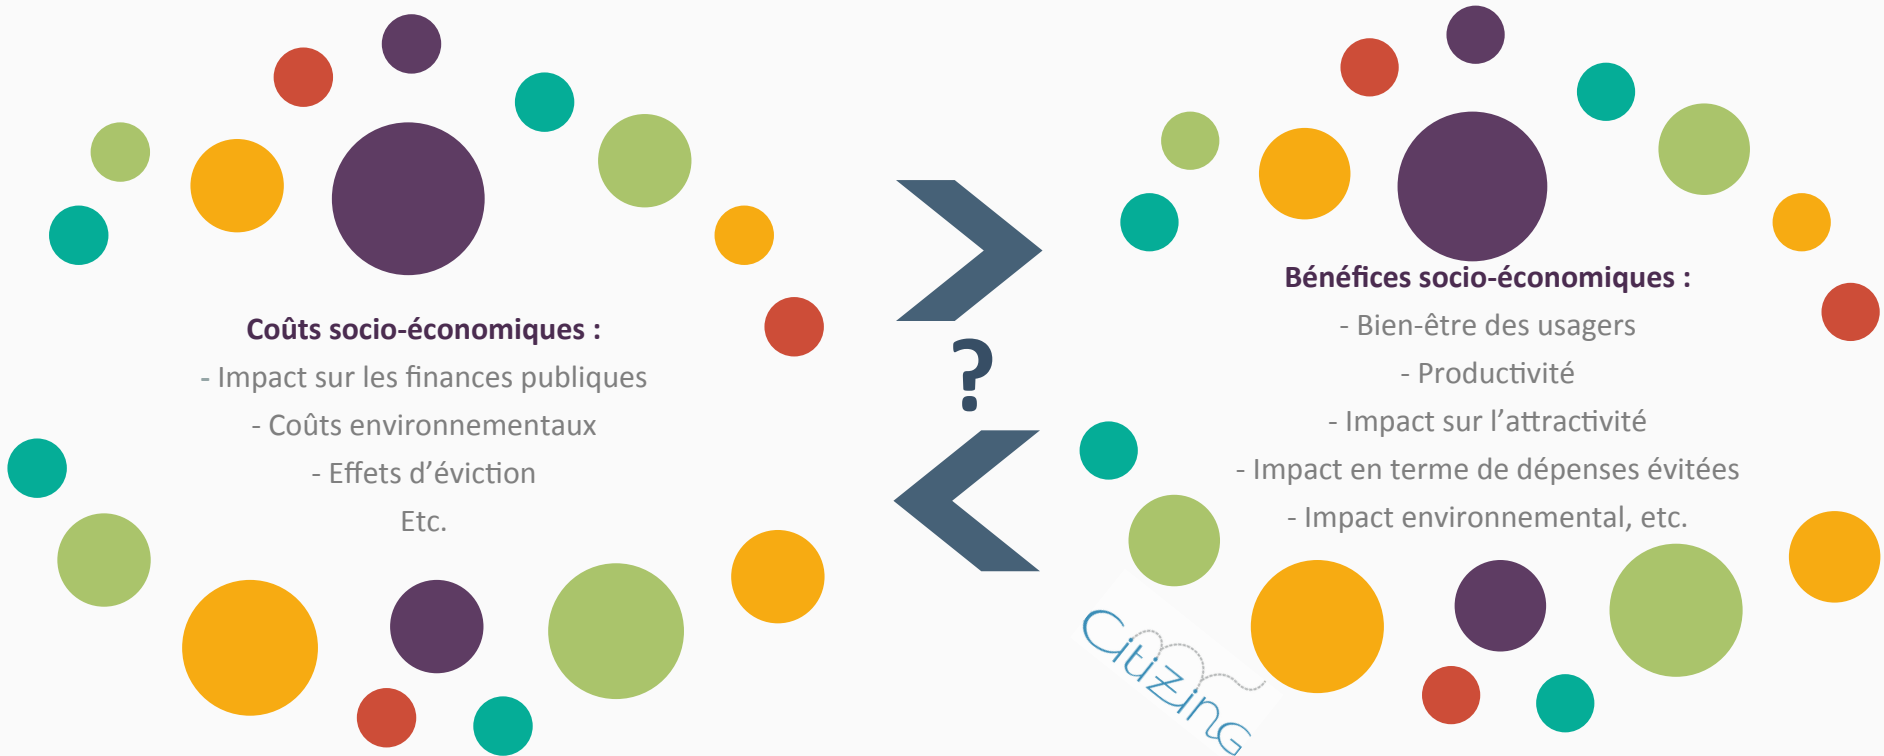 Coûts socio-économiques :
- Impact sur les finances publiques
- Coûts environnementaux
- Effets d’éviction
Etc.
?
Bénéfices socio-économiques :
- Bien-être des usagers
- Productivité
- Impact sur l’attractivité
- Impact en terme de dépenses évitées
- Impact environnemental, etc.
CitiZing